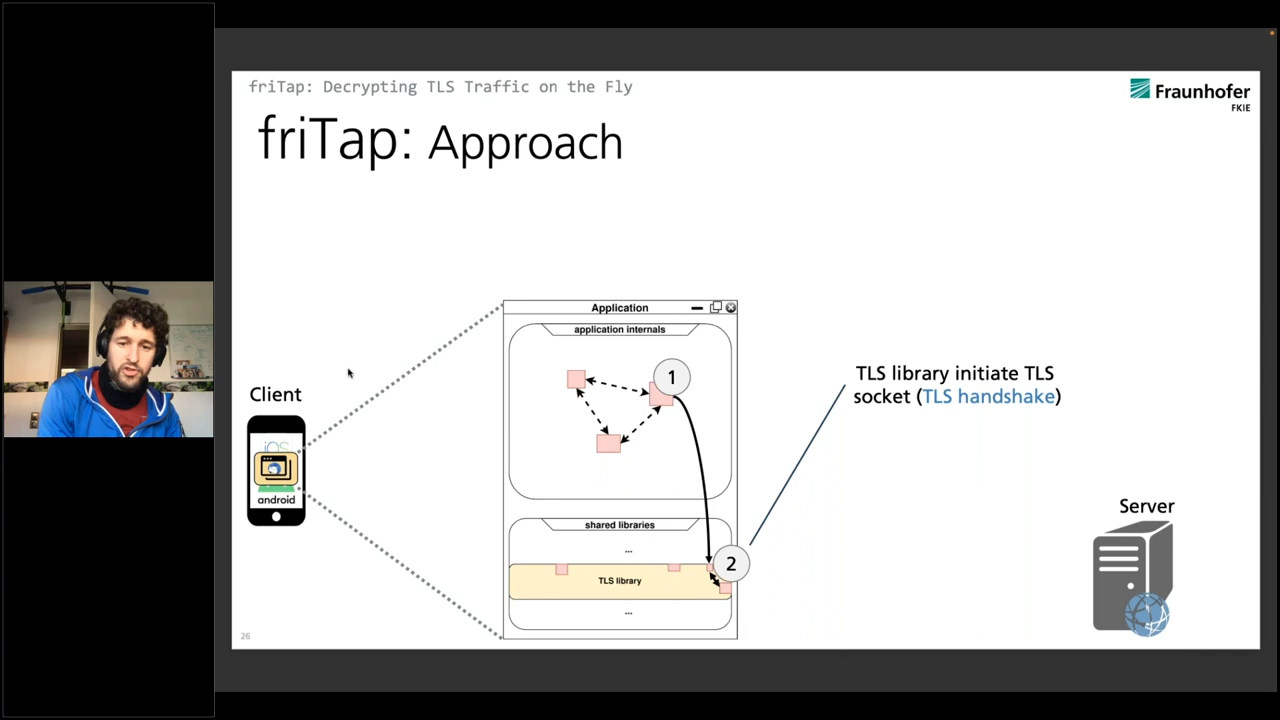 friTap: Decrypting TLS Traffic on the Fly
Fraunhofer
FKIE
friTap: Approach
Application
application internals
1
TLS library initiate TLS
socket (TLS handshake)
Client
iOS
android
Server
shared libraries
...
2
TLS library
...
26